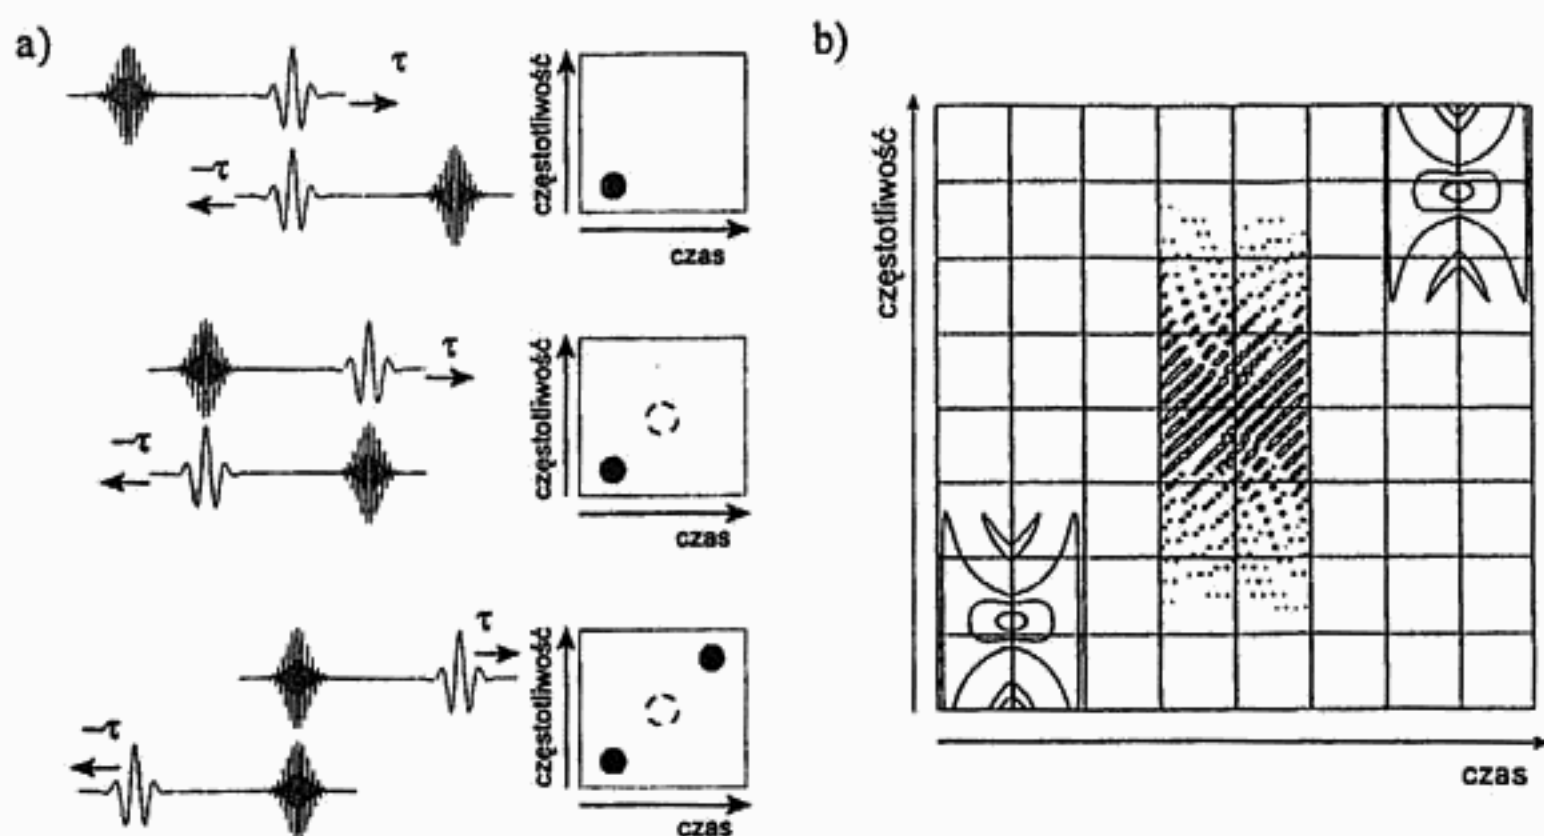 a)
τ
−τ
częstotliwość
czas
τ
−τ
częstotliwość
czas
τ
−τ
częstotliwość
czas
b)
częstotliwość
czas